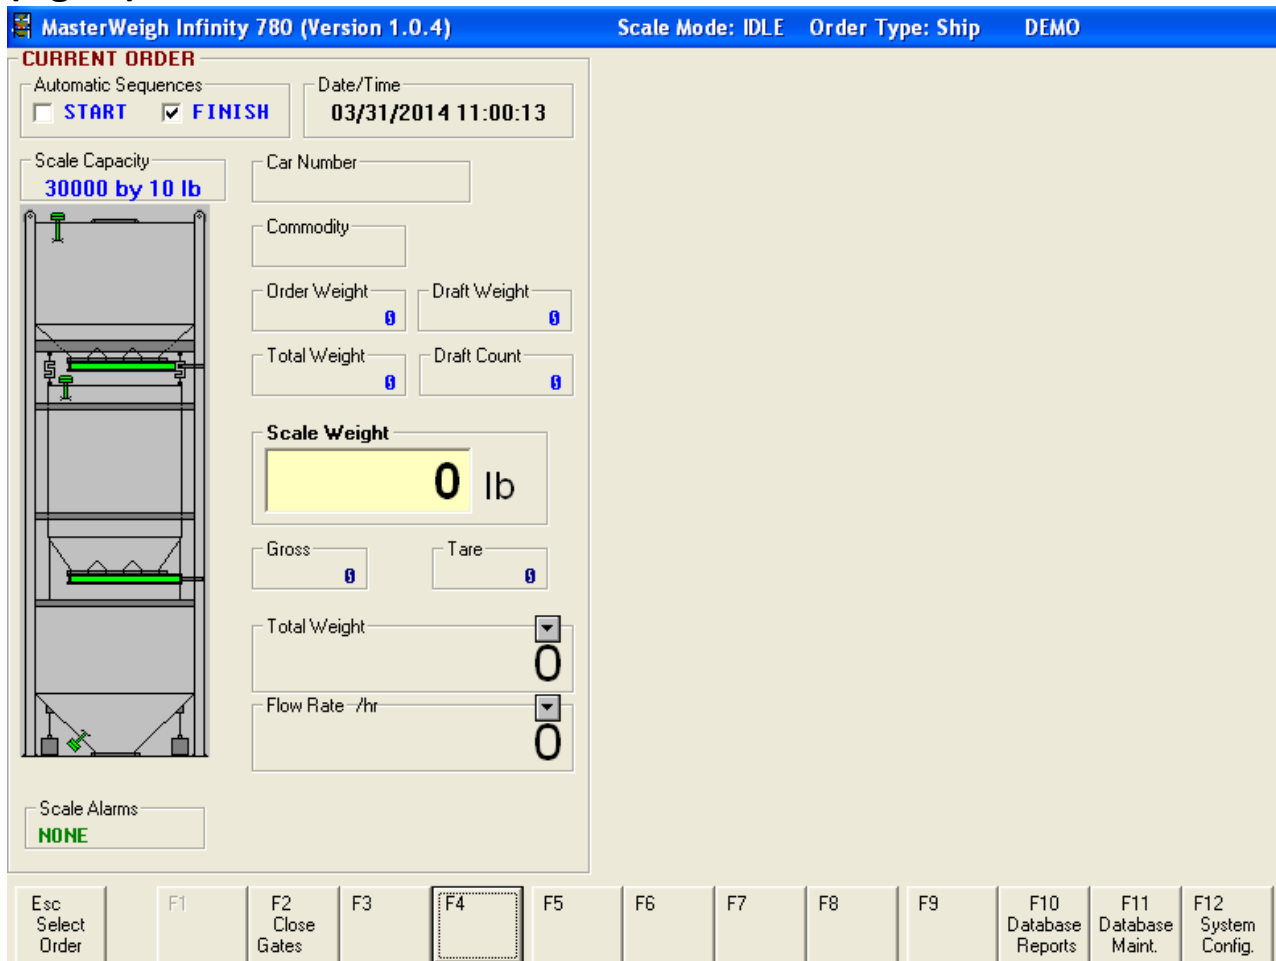 MasterWeigh Infinity 780 (Version 1.0.4) Scale Mode: IDLE Order Type: Ship DEMO
CURRENT ORDER
Automatic Sequences
START FINISH
Date/Time
03/31/2014 11:00:13
Scale Capacity
30000 by 10 lb
Car Number
Commodity
Order Weight
0
Draft Weight
0
Total Weight
0
Draft Count
0
Scale Weight
0 lb
Gross
0
Tare
0
Total Weight
0
Flow Rate /hr
0
Scale Alarms
NONE
Esc
Select
Order
F1
F2
Close
Gates
F3
F4
F5
F6
F7
F8
F9
F10
Database
Reports
F11
Database
Maint.
F12
System
Config.